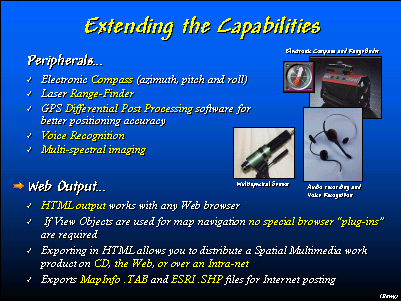 Extending the Capabilities
Electronic Compass and Rangefinder
Peripherals...
✓ Electronic Compass (azimuth, pitch and roll)
✓ Laser Range-Finder
✓ GPS Differential Post Processing software for
better positioning accuracy
✓ Voice Recognition
✓ Multi-spectral imaging
Multispectral Sensor
Audio recording and
Voice Recognition
Web Output...
✓ HTML output works with any Web browser
✓ If View Objects are used for map navigation no special browser “plug-ins”
are required
✓ Exporting in HTML allows you to distribute a Spatial Multimedia work
product on CD, the Web, or over an Intra-net
✓ Exports MapInfo .TAB and ESRI .SHP files for Internet posting